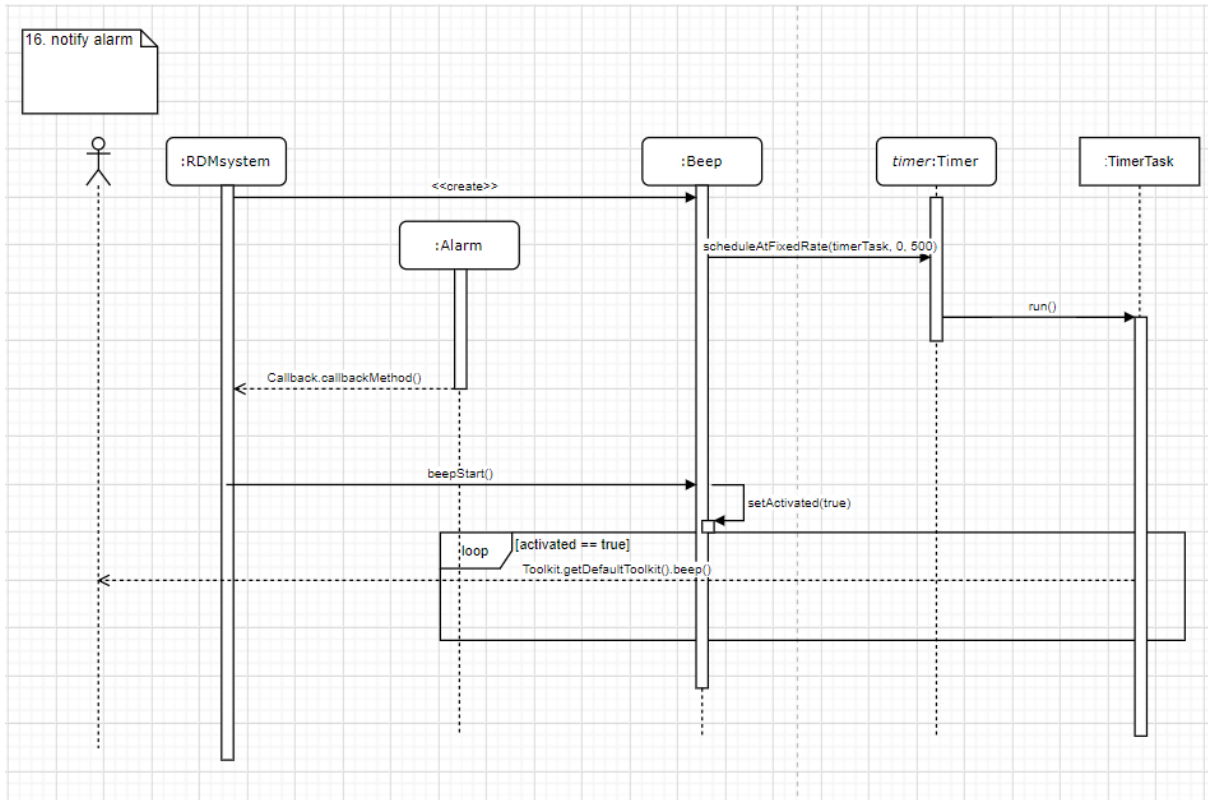 16. notify alarm
:RDMsystem
:Beep
timer:Timer
:TimerTask
<<create>>
:Alarm
scheduleAtFixedRate(timerTask, 0, 500)
run()
Callback.callbackMethod()
beepStart()
setActivated(true)
loop
[activated == true]
Toolkit.getDefaultToolkit().beep()